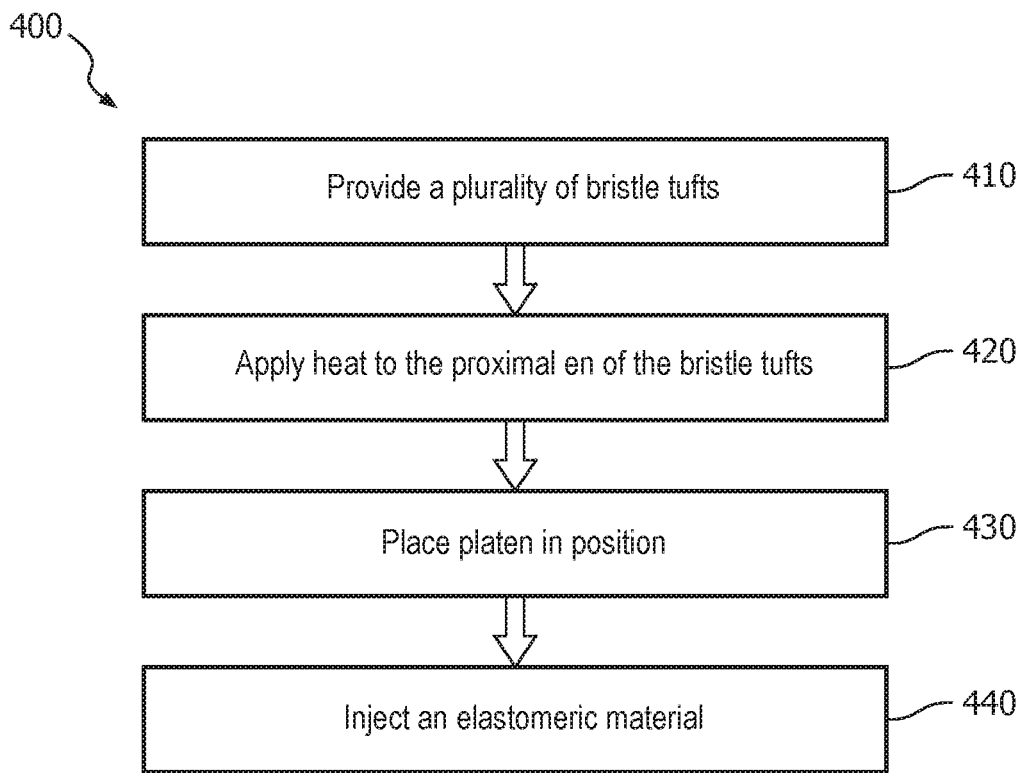 400
Provide a plurality of bristle tufts
410
Apply heat to the proximal en of the bristle tufts
420
Place platen in position
430
Inject an elastomeric material
440